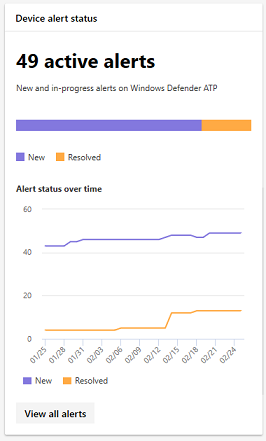 Device alert status
49 active alerts
New and in-progress alerts on Windows Defender ATP
New Resolved
Alert status over time
60
40
20
0
01/25 01/28 01/31 02/03 02/06 02/09 02/12 02/15 02/18 02/21 02/24
New Resolved
View all alerts